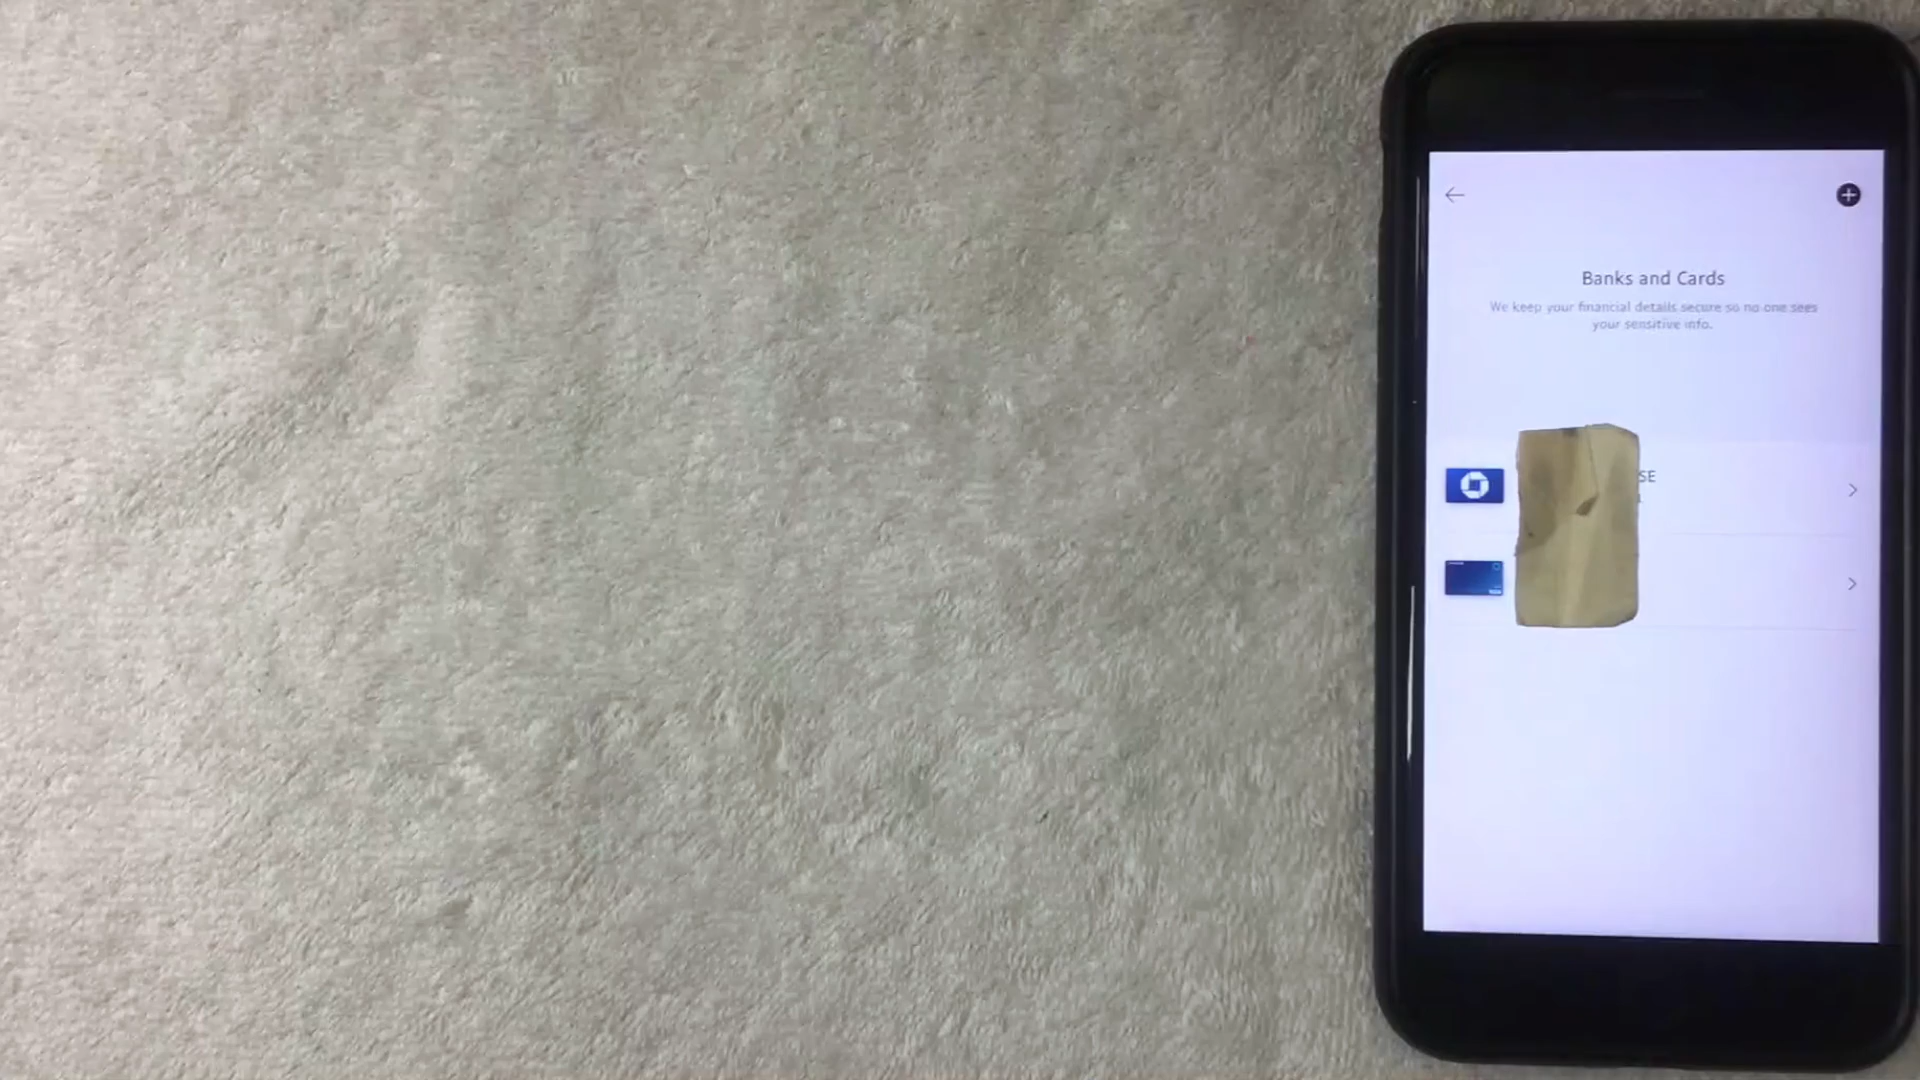 Banks and Cards
We keep your financial details secure so no one sees
your sensitive info.
SE